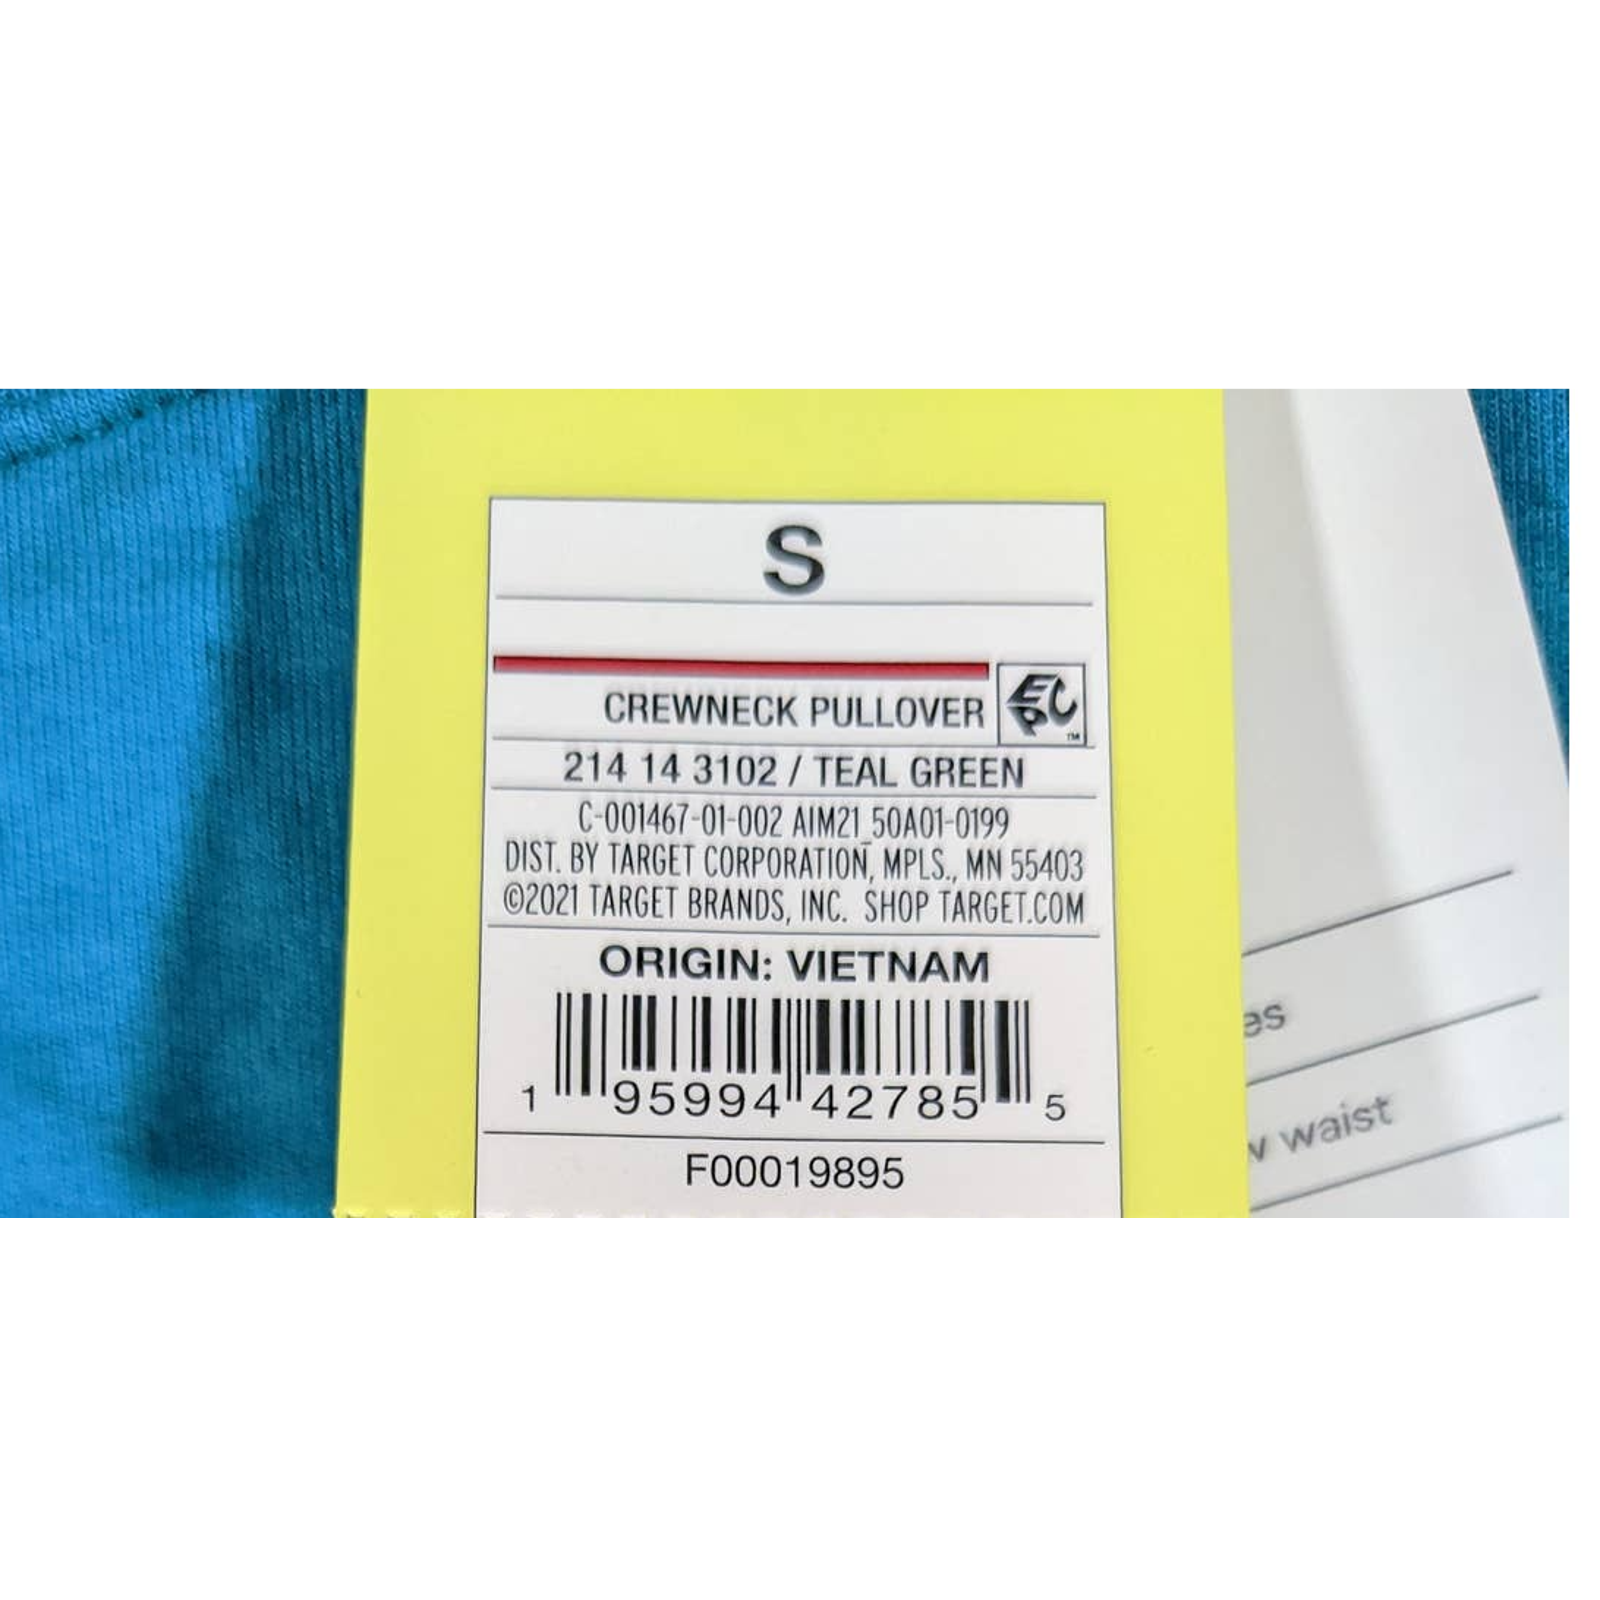 S
CREWNECK PULLOVER
EPC™
214 14 3102 / TEAL GREEN
C-001467-01-002 AIM21_50A01-0199
DIST. BY TARGET CORPORATION, MPLS., MN 55403
©2021 TARGET BRANDS, INC. SHOP TARGET.COM
ORIGIN: VIETNAM
1 95994 42785 5
F00019895
es
w waist